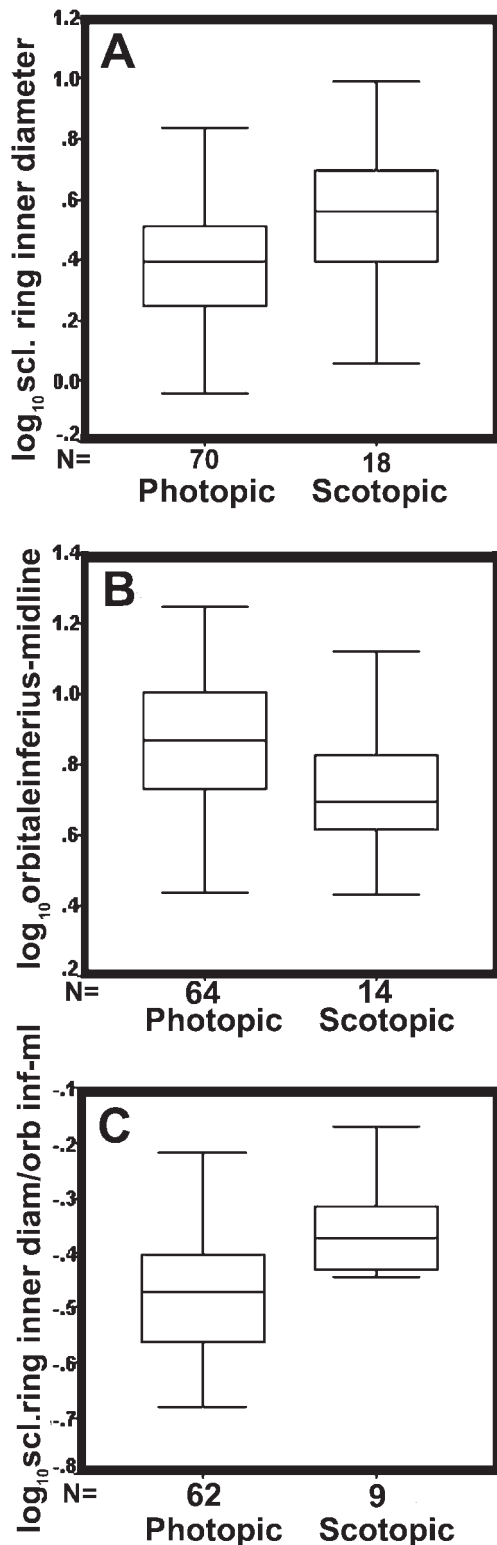 A
log10 scl. ring inner diameter
1.2
1.0
.8
.6
.4
.2
0.0
-.2
N= 70 18
Photopic Scotopic
B
log10orbitaleinferius-midline
1.4
1.2
1.0
.8
.6
.4
.2
N= 64 14
Photopic Scotopic
C
log10scl.ring inner diam/orb inf-ml
-.1
-.2
-.3
-.4
-.5
-.6
-.7
-.8
N= 62 9
Photopic Scotopic